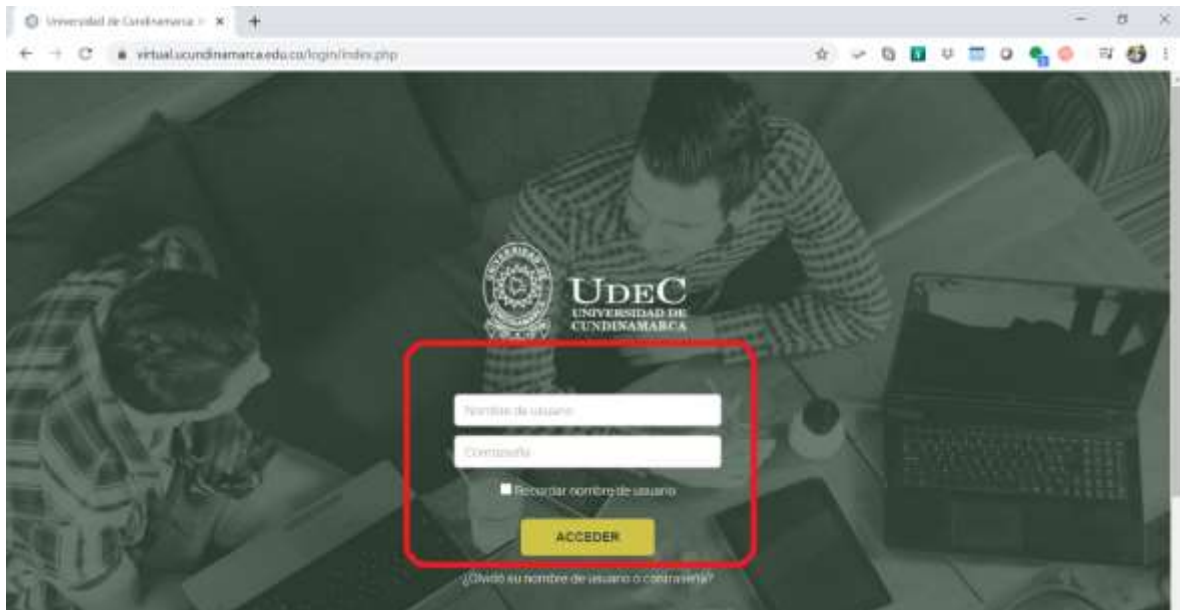 Universidad de Cundinamarca
virtual.ucundinamarca.edu.co/login/index.php
UDEC
UNIVERSIDAD DE
CUNDINAMARCA
Nombre de usuario
Contraseña
Recordar nombre de usuario
ACCEDER
¿Olvidó su nombre de usuario o contraseña?